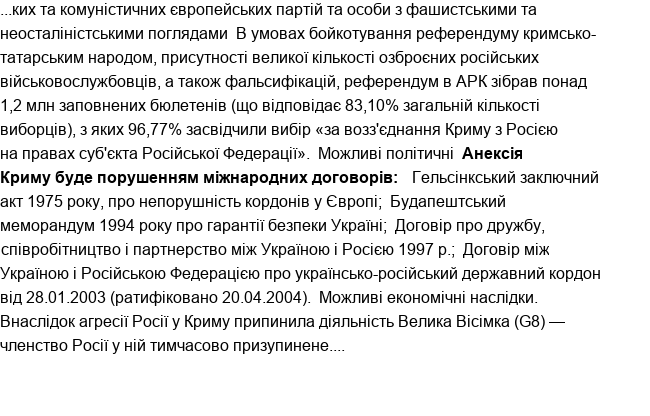 ...ких та комуністичних європейських партій та особи з фашистськими та
неосталіністськими поглядами  В умовах бойкотування референдуму кримсько-
татарським народом, присутності великої кількості озброєних російських
військовослужбовців, а також фальсифікацій, референдум в АРК зібрав понад
1,2 млн заповнених бюлетенів (що відповідає 83,10% загальній кількості
виборців), з яких 96,77% засвідчили вибір «за возз'єднання Криму з Росією
на правах суб'єкта Російської Федерації».  Можливі політичні  Анексія
Криму буде порушенням міжнародних договорів:   Гельсінкський заключний
акт 1975 року, про непорушність кордонів у Європі;  Будапештський
меморандум 1994 року про гарантії безпеки Україні;  Договір про дружбу,
співробітництво і партнерство між Україною і Росією 1997 р.;  Договір між
Україною і Російською Федерацією про українсько-російський державний кордон
від 28.01.2003 (ратифіковано 20.04.2004).  Можливі економічні наслідки.
Внаслідок агресії Росії у Криму припинила діяльність Велика Вісімка (G8) —
членство Росії у ній тимчасово призупинене....